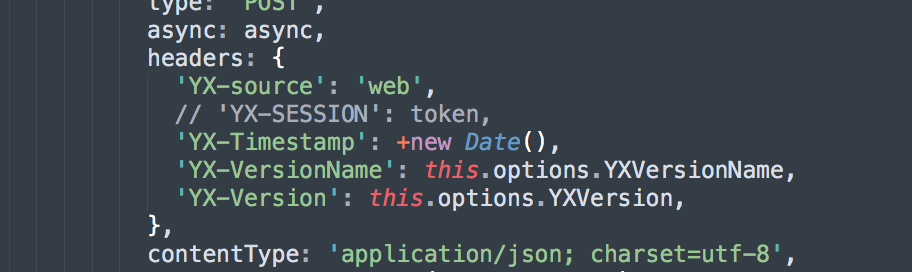 type: 'POST',
async: async,
headers: {
'YX-source': 'web',
// 'YX-SESSION': token,
'YX-Timestamp': +new Date(),
'YX-VersionName': this.options.YXVersionName,
'YX-Version': this.options.YXVersion,
},
contentType: 'application/json; charset=utf-8',